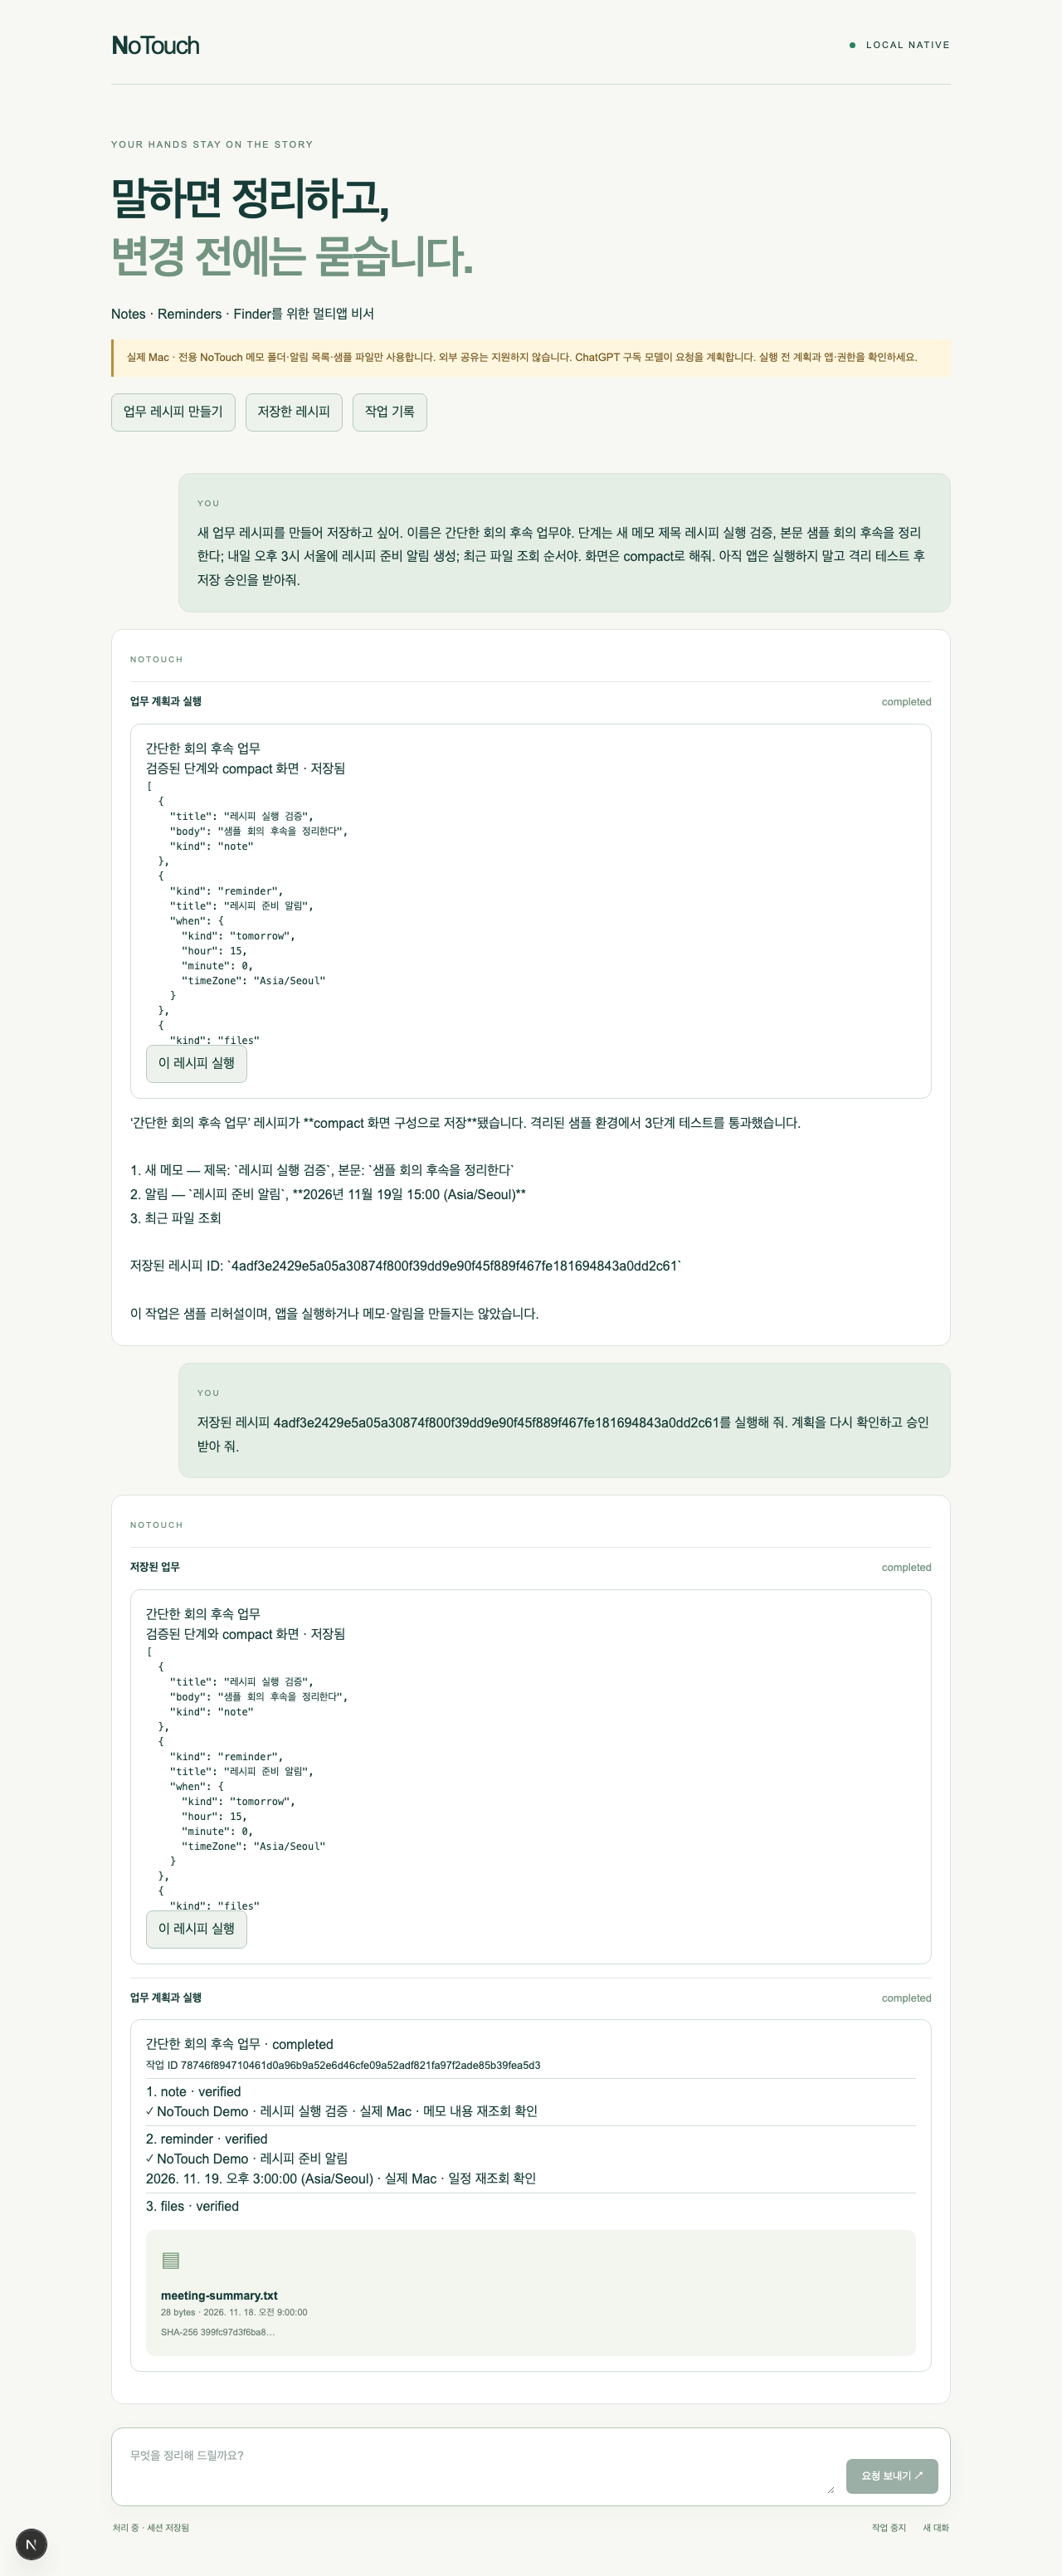 NoTouch
LOCAL NATIVE
YOUR HANDS STAY ON THE STORY
말하면 정리하고,
변경 전에는 묻습니다.
Notes · Reminders · Finder를 위한 멀티앱 비서
실제 Mac · 전용 NoTouch 메모 폴더·알림 목록·샘플 파일만 사용합니다. 외부 공유는 지원하지 않습니다. ChatGPT 구독 모델이 요청을 계획합니다. 실행 전 계획과 앱·권한을 확인하세요.
업무 레시피 만들기
저장한 레시피
작업 기록
YOU
새 업무 레시피를 만들어 저장하고 싶어. 이름은 간단한 회의 후속 업무야. 단계는 새 메모 제목 레시피 실행 검증, 본문 샘플 회의 후속을 정리
한다; 내일 오후 3시 서울에 레시피 준비 알림 생성; 최근 파일 조회 순서야. 화면은 compact로 해줘. 아직 앱은 실행하지 말고 격리 테스트 후
저장 승인을 받아줘.
NOTOUCH
업무 계획과 실행
completed
간단한 회의 후속 업무
검증된 단계와 compact 화면 · 저장됨
[
{
"title": "레시피 실행 검증",
"body": "샘플 회의 후속을 정리한다",
"kind": "note"
},
{
"kind": "reminder",
"title": "레시피 준비 알림",
"when": {
"kind": "tomorrow",
"hour": 15,
"minute": 0,
"timeZone": "Asia/Seoul"
}
},
{
"kind": "files"
이 레시피 실행
'간단한 회의 후속 업무' 레시피가 **compact 화면 구성으로 저장**됐습니다. 격리된 샘플 환경에서 3단계 테스트를 통과했습니다.
1. 새 메모 — 제목: `레시피 실행 검증`, 본문: `샘플 회의 후속을 정리한다`
2. 알림 — `레시피 준비 알림`, **2026년 11월 19일 15:00 (Asia/Seoul)**
3. 최근 파일 조회
저장된 레시피 ID: `4adf3e2429e5a05a30874f800f39dd9e90f45f889f467fe181694843a0dd2c61`
이 작업은 샘플 리허설이며, 앱을 실행하거나 메모·알림을 만들지는 않았습니다.
YOU
저장된 레시피 4adf3e2429e5a05a30874f800f39dd9e90f45f889f467fe181694843a0dd2c61를 실행해 줘. 계획을 다시 확인하고 승인
받아 줘.
NOTOUCH
저장된 업무
completed
간단한 회의 후속 업무
검증된 단계와 compact 화면 · 저장됨
[
{
"title": "레시피 실행 검증",
"body": "샘플 회의 후속을 정리한다",
"kind": "note"
},
{
"kind": "reminder",
"title": "레시피 준비 알림",
"when": {
"kind": "tomorrow",
"hour": 15,
"minute": 0,
"timeZone": "Asia/Seoul"
}
},
{
"kind": "files"
이 레시피 실행
업무 계획과 실행
completed
간단한 회의 후속 업무 · completed
작업 ID 78746f894710461d0a96b9a52e6d46cfe09a52adf821fa97f2ade85b39fea5d3
1. note · verified
✓ NoTouch Demo · 레시피 실행 검증 · 실제 Mac · 메모 내용 재조회 확인
2. reminder · verified
✓ NoTouch Demo · 레시피 준비 알림
2026. 11. 19. 오후 3:00:00 (Asia/Seoul) · 실제 Mac · 일정 재조회 확인
3. files · verified
meeting-summary.txt
28 bytes · 2026. 11. 18. 오전 9:00:00
SHA-256 399fc97d3f6ba8…
무엇을 정리해 드릴까요?
요청 보내기 ↗
처리 중 · 세션 저장됨
작업 중지
새 대화
N